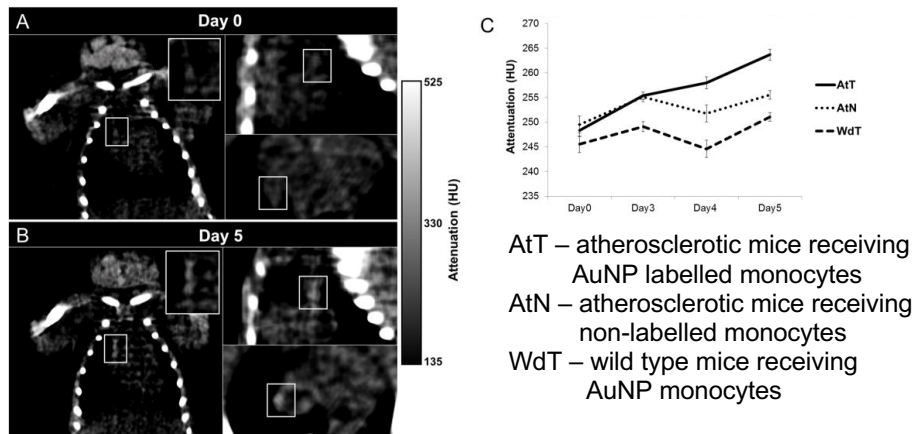 A
Day 0
B
Day 5
525
330
135
Attenuation (HU)
C
Attentuation (HU)
270
265
260
255
250
245
240
235
Day0
Day3
Day4
Day5
AtT
AtN
WdT
AtT – atherosclerotic mice receiving
AuNP labelled monocytes
AtN – atherosclerotic mice receiving
non-labelled monocytes
WdT – wild type mice receiving
AuNP monocytes